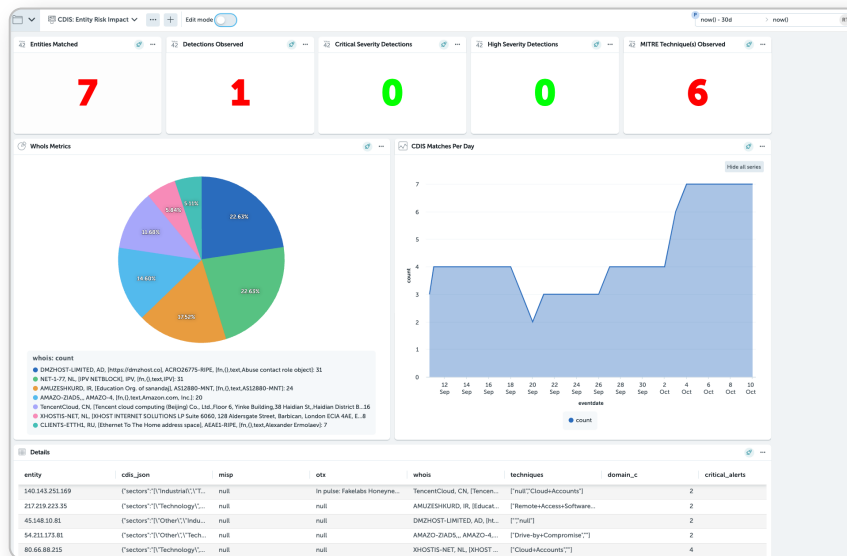 CDIS: Entity Risk Impact ... + Edit mode P now() - 30d now()
42 Entities Matched ...
7
42 Detections Observed ...
1
42 Critical Severity Detections ...
0
42 High Severity Detections ...
0
42 MITRE Technique(s) Observed ...
6
WhoIs Metrics ...
22.63%
22.63%
17.52%
14.60%
11.68%
5.84%
5.11%
whois: count
DMZHOST-LIMITED, AD, [https://dmzhost.co], ACRO26775-RIPE, [fn,{},text,Abuse contact role object]: 31
NET-1-77, NL, [IPV NETBLOCK], IPV, [fn,{},text,IPV]: 31
AMUZESHKURD, IR, [Education Org. of sanandaj], AS12880-MNT, [fn,{},text,AS12880-MNT]: 24
AMAZO-ZIADS,, AMAZO-4, [fn,{},text,Amazon.com, Inc.]: 20
TencentCloud, CN, [Tencent cloud computing (Beijing) Co., Ltd.,Floor 6, Yinke Building,38 Haidian St,,Haidian District B...16
XHOSTIS-NET, NL, [XHOST INTERNET SOLUTIONS LP Suite 6060, 128 Aldersgate Street, Barbican, London EC1A 4AE, E...8
CLIENTS-ETTH1, RU, [Ethernet To The Home address space], AEAE1-RIPE, [fn,{},text,Alexander Ermolaev]: 7
CDIS Matches Per Day ...
Hide all series
7
6
5
4
3
2
1
0
count
12 Sep 14 Sep 16 Sep 18 Sep 20 Sep 22 Sep 24 Sep 26 Sep 28 Sep 30 Sep 2 Oct 4 Oct 6 Oct 8 Oct 10 Oct
eventdate
count
Details ...
entity cdis_json misp otx whois techniques domain_c critical_alerts
140.143.251.169 {"sectors":"[\"Industrial\",\"T... null In pulse: Fakelabs Honeyne... TencentCloud, CN, [Tencen... ["null","Cloud+Accounts"] 2
217.219.223.35 {"sectors":"[\"Technology\",... null null AMUZESHKURD, IR, [Educat... ["Remote+Access+Software... 2
45.148.10.81 {"sectors":"[\"Other\",\"Indu... null null DMZHOST-LIMITED, AD, [ht... ["","null"] 2
54.211.173.81 {"sectors":"[\"Other\",\"Tech... null null AMAZO-ZIADS,, AMAZO-4,... ["Drive-by+Compromise",""] 2
80.66.88.215 {"sectors":"[\"Technology\",... null null XHOSTIS-NET, NL, [XHOST ... ["Cloud+Accounts",""] 4